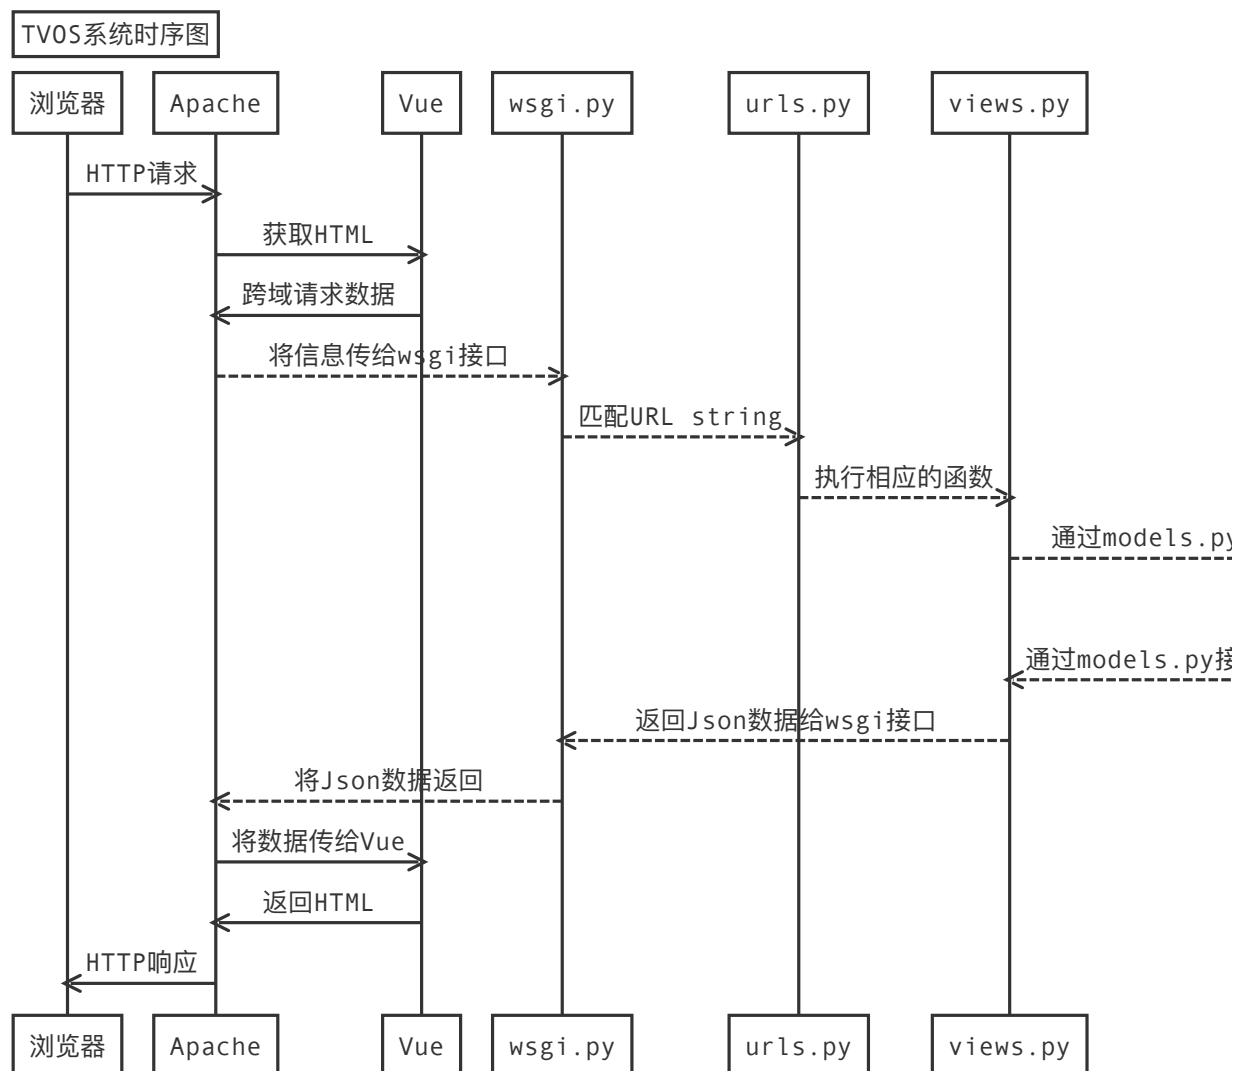 TVOS系统时序图
浏览器
Apache
Vue
wsgi.py
urls.py
views.py
HTTP请求
获取HTML
跨域请求数据
将信息传给wsgi接口
匹配URL string
执行相应的函数
通过models.py
通过models.py接
返回Json数据给wsgi接口
将Json数据返回
将数据传给Vue
返回HTML
HTTP响应
浏览器
Apache
Vue
wsgi.py
urls.py
views.py